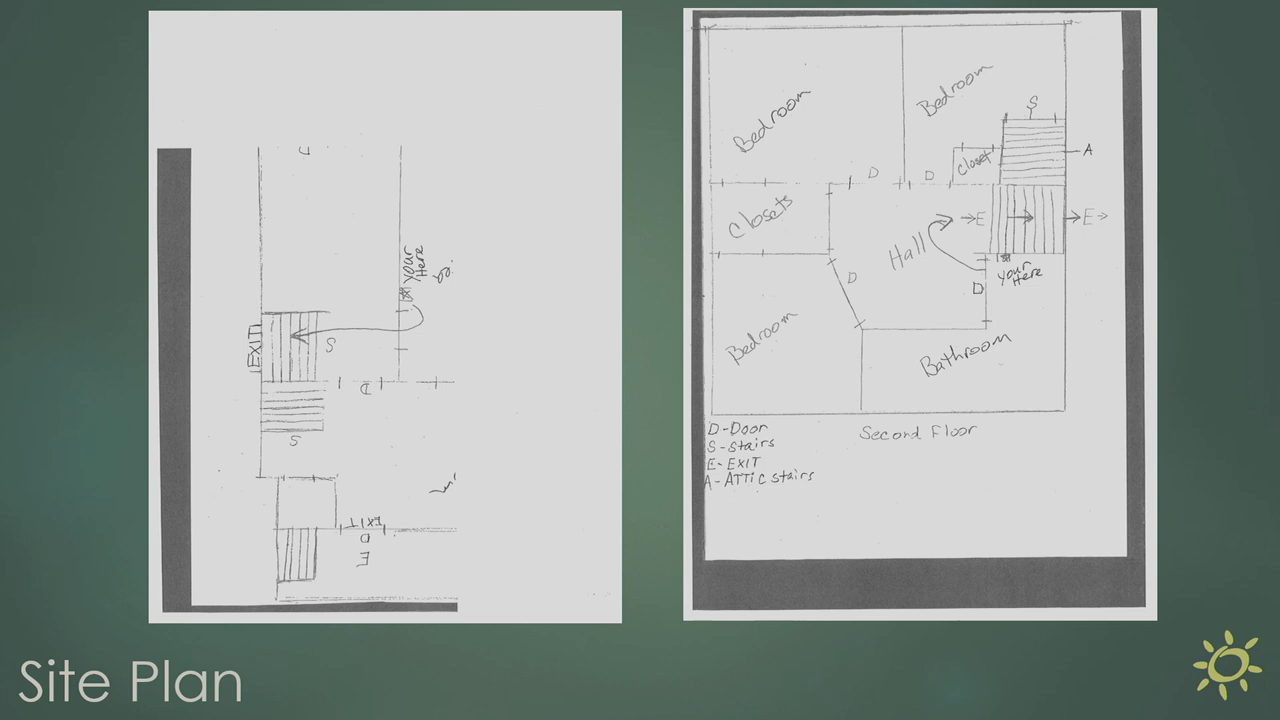 EXIT
S
S
D
Your
Here
EXIT
D
E
Bedroom
Bedroom
S
Closet
A
D
D
Closets
Hall
E
E
D
D
Your
Here
Bedroom
Bathroom
D-Door
S-Stairs
E-EXIT
A-ATTic stairs
Second Floor
Site Plan